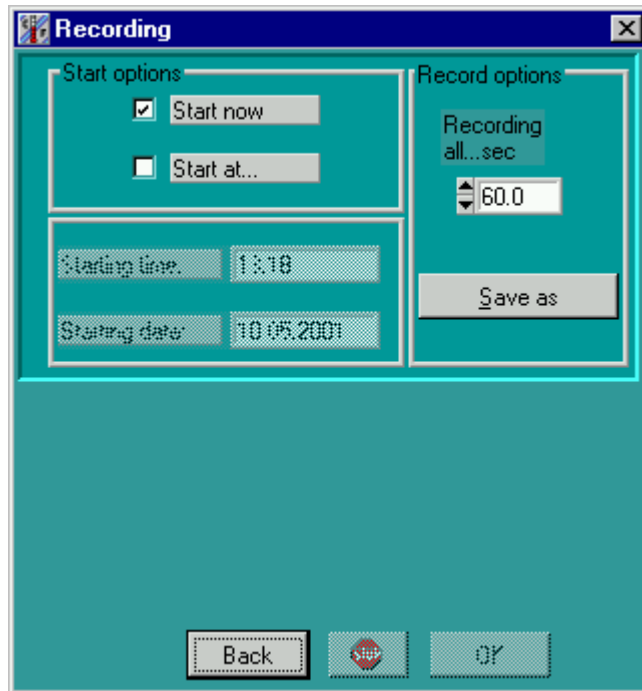 Recording
Start options
Start now
Start at...
Starting time:
13:18
Starting date:
10.05.2001
Record options
Recording
all...sec
60.0
Save as
Back
STOP
OK